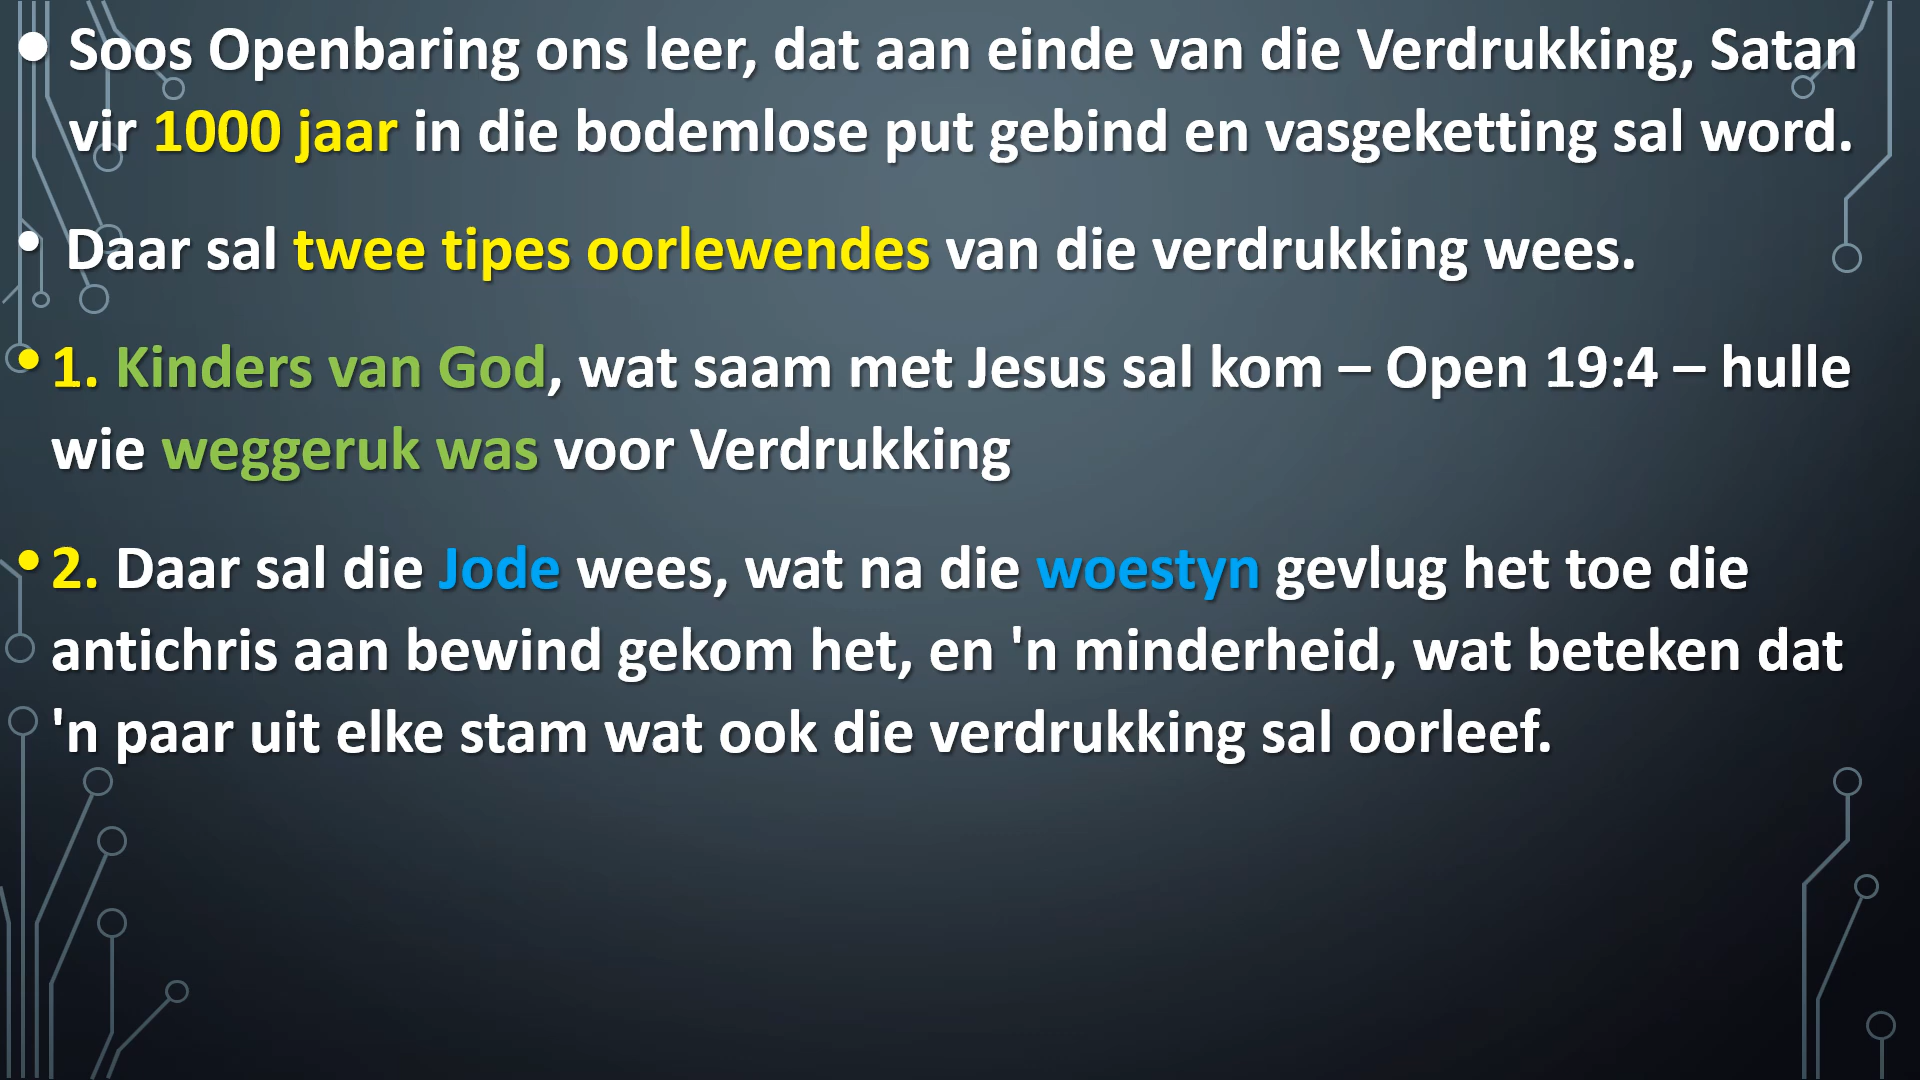 • Soos Openbaring ons leer, dat aan einde van die Verdrukking, Satan
vir 1000 jaar in die bodemlose put gebind en vasgeketting sal word.
• Daar sal twee tipes oorlewendes van die verdrukking wees.
• 1. Kinders van God, wat saam met Jesus sal kom – Open 19:4 – hulle
wie weggeruk was voor Verdrukking
• 2. Daar sal die Jode wees, wat na die woestyn gevlug het toe die
antichris aan bewind gekom het, en 'n minderheid, wat beteken dat
'n paar uit elke stam wat ook die verdrukking sal oorleef.